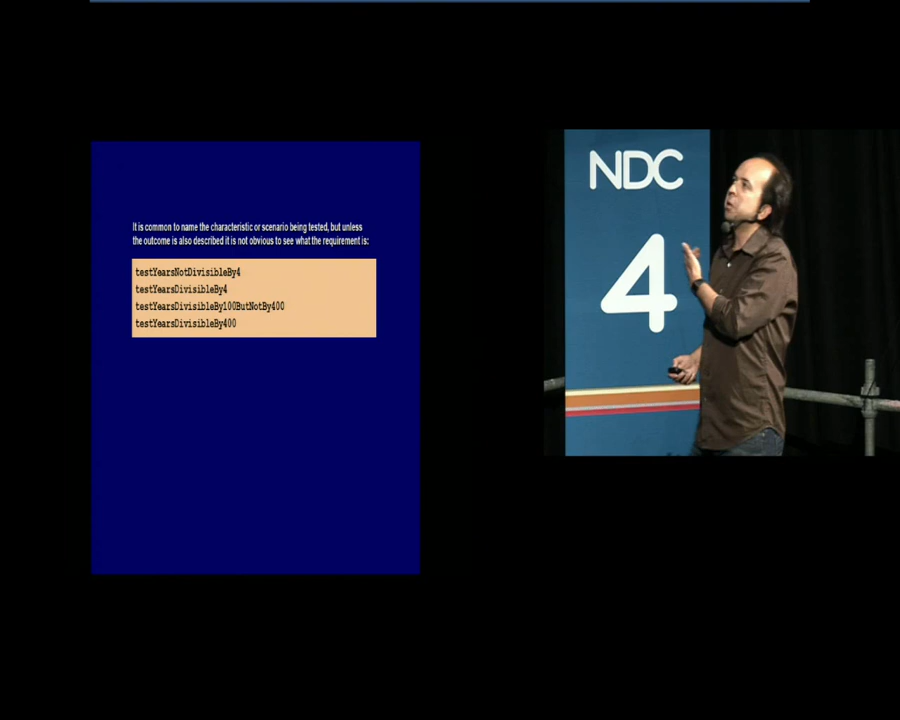 It is common to name the characteristic or scenario being tested, but unless
the outcome is also described it is not obvious to see what the requirement is:
testYearsNotDivisibleBy4
testYearsDivisibleBy4
testYearsDivisibleBy100ButNotBy400
testYearsDivisibleBy400
NDC
4